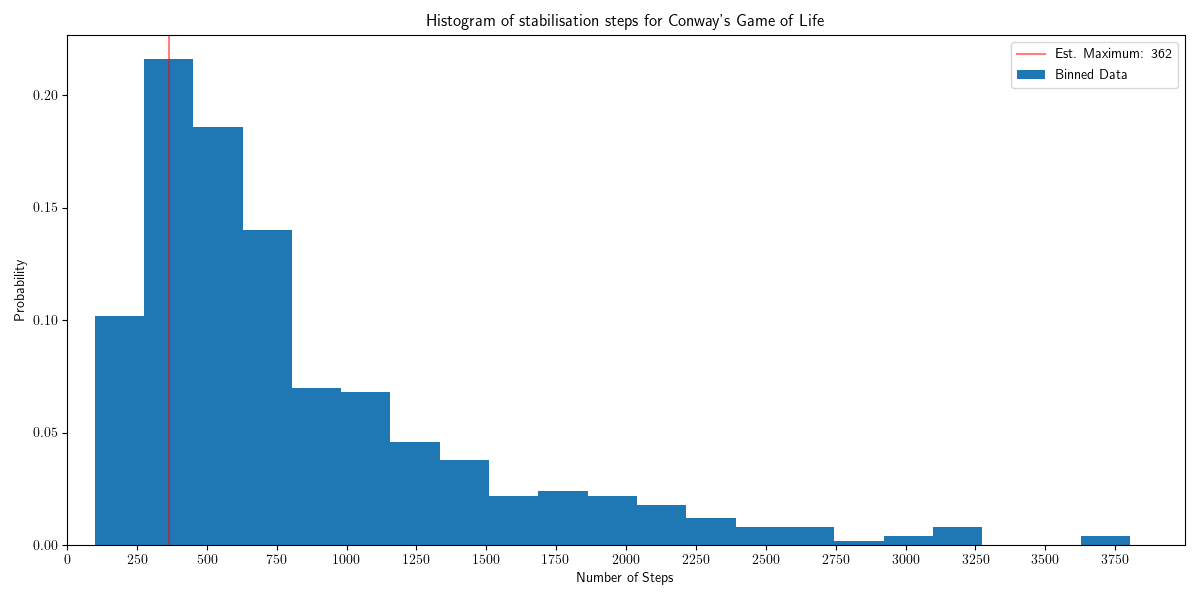 Histogram of stabilisation steps for Conway's Game of Life
Est. Maximum: 362
Binned Data
Probability
0.20
0.15
0.10
0.05
0.00
0 250 500 750 1000 1250 1500 1750 2000 2250 2500 2750 3000 3250 3500 3750
Number of Steps